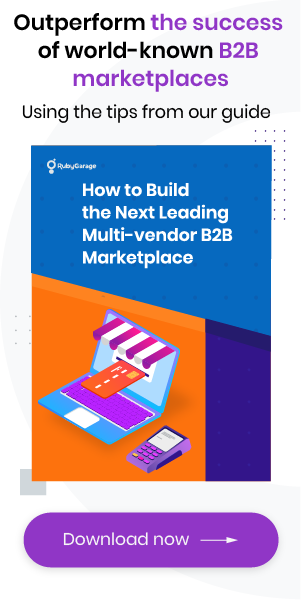 Outperform the success
of world-known B2B
marketplaces
Using the tips from our guide
RubyGarage
How to Build
the Next Leading
Multi-vendor B2B
Marketplace
Download now